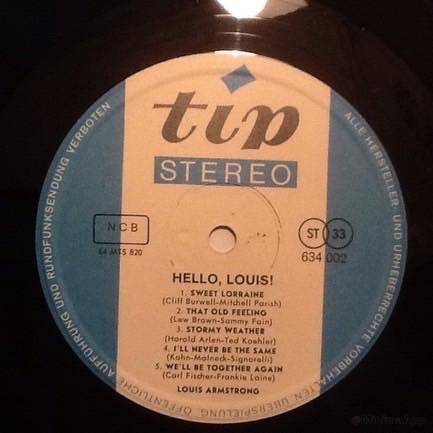 tip
STEREO
ALLE HERSTELLER- UND URHEBERRECHTE VORBEHALTEN
ÜBERSPIELUNG, ÖFFENTLICHE AUFFÜHRUNG UND RUNDFUNKSENDUNG VERBOTEN
NCB
64 MSS 820
ST 33
634 002
HELLO, LOUIS!
1. SWEET LORRAINE
(Cliff Burwell-Mitchell Parish)
2. THAT OLD FEELING
(Lew Brown-Sammy Fain)
3. STORMY WEATHER
(Harold Arlen-Ted Koehler)
4. I'LL NEVER BE THE SAME
(Kahn-Malneck-Signorelli)
5. WE'LL BE TOGETHER AGAIN
(Carl Fischer-Frankie Laine)
LOUIS ARMSTRONG